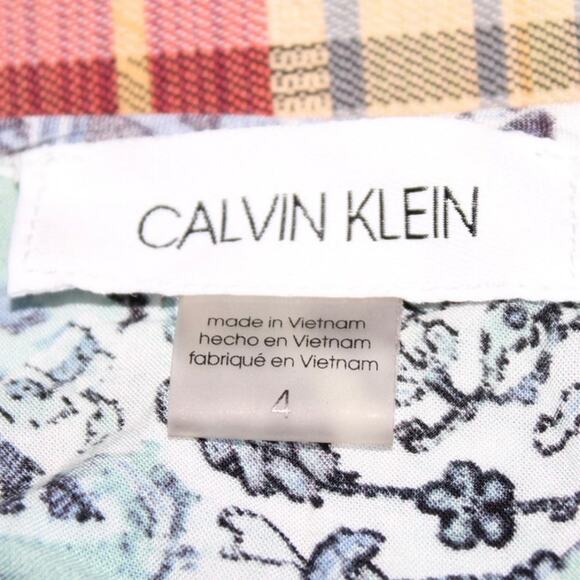 CALVIN KLEIN
made in Vietnam
hecho en Vietnam
fabriqué en Vietnam
4